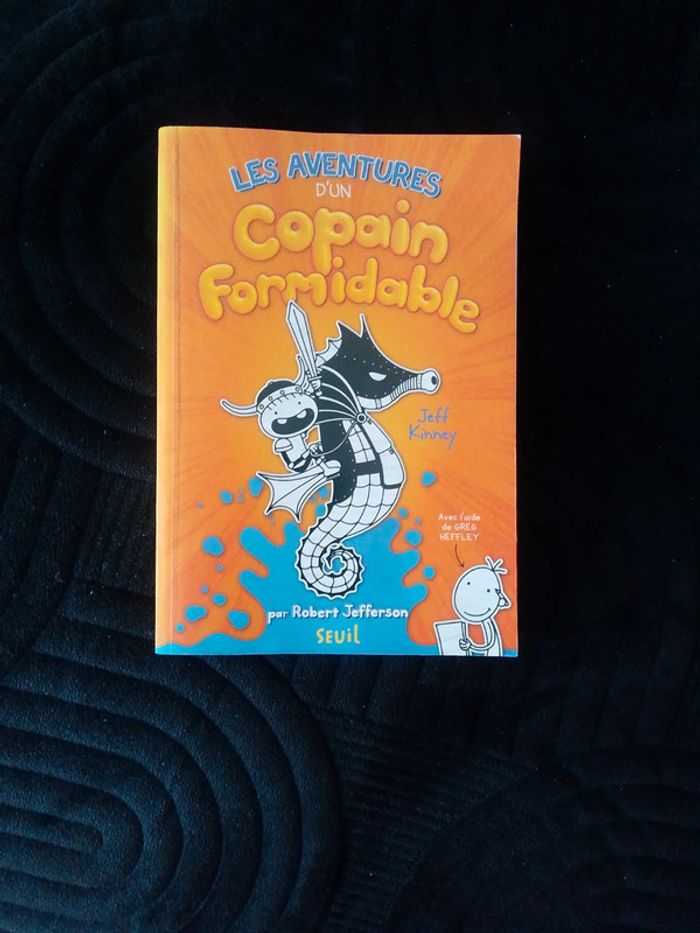 LES AVENTURES
D'UN
Copain
Formidable
Jeff
Kinney
Avec l'aide
de GREG
HEFFLEY
par Robert Jefferson
SEUIL